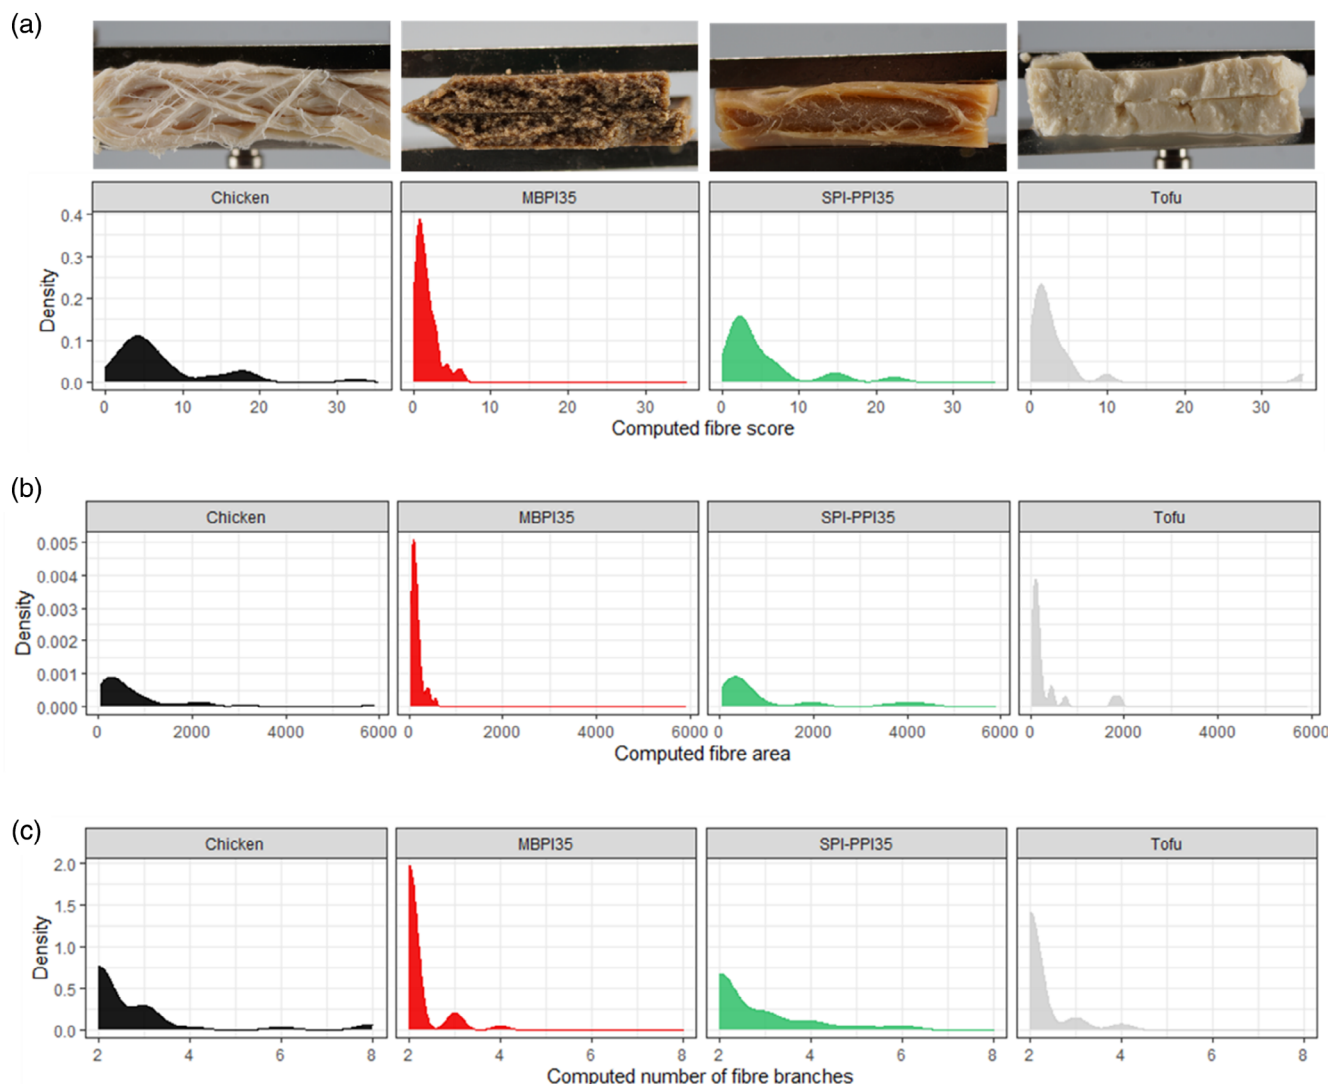 (a)
Chicken MBPI35 SPI-PPI35 Tofu
0.4
0.3
0.2
0.1
0.0
Density
0 10 20 30 0 10 20 30 0 10 20 30 0 10 20 30
Computed fibre score
(b)
Chicken MBPI35 SPI-PPI35 Tofu
0.005
0.004
0.003
0.002
0.001
0.000
Density
0 2000 4000 6000 0 2000 4000 6000 0 2000 4000 6000 0 2000 4000 6000
Computed fibre area
(c)
Chicken MBPI35 SPI-PPI35 Tofu
2.0
1.5
1.0
0.5
0.0
Density
2 4 6 8 2 4 6 8 2 4 6 8 2 4 6 8
Computed number of fibre branches